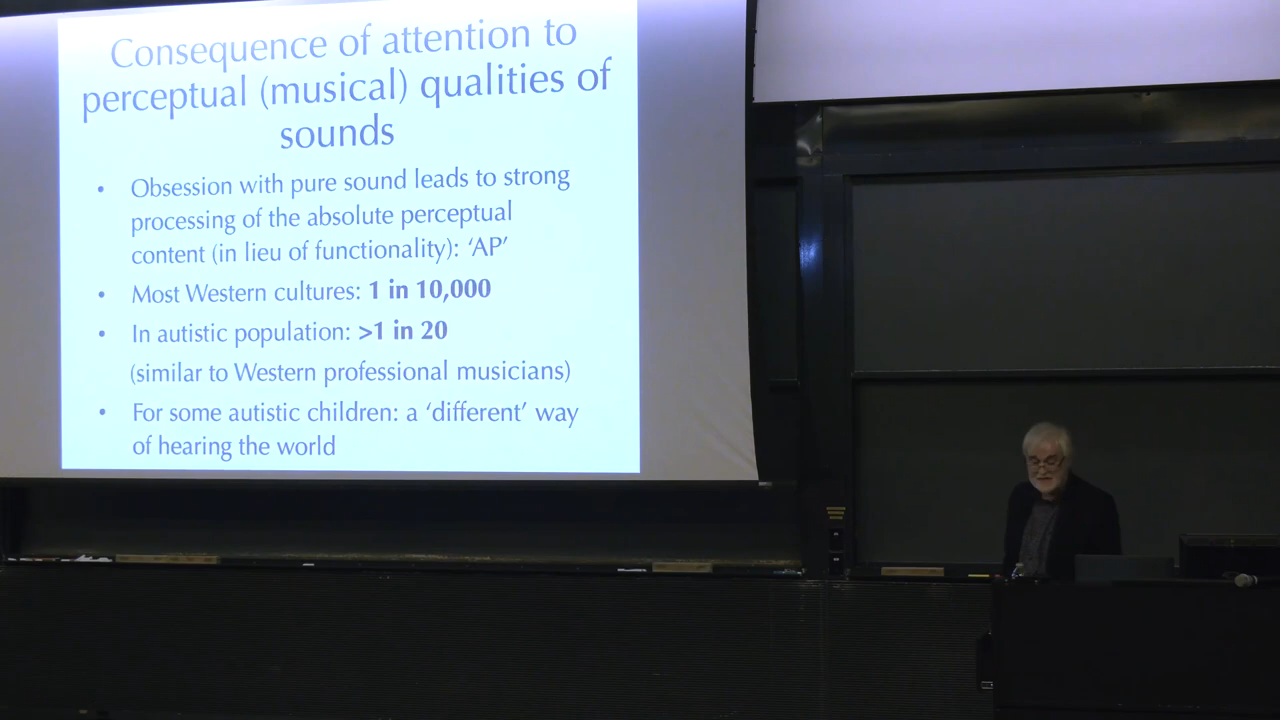 Consequence of attention to
perceptual (musical) qualities of
sounds
• Obsession with pure sound leads to strong
processing of the absolute perceptual
content (in lieu of functionality): ‘AP’
• Most Western cultures: 1 in 10,000
• In autistic population: >1 in 20
(similar to Western professional musicians)
• For some autistic children: a ‘different’ way
of hearing the world